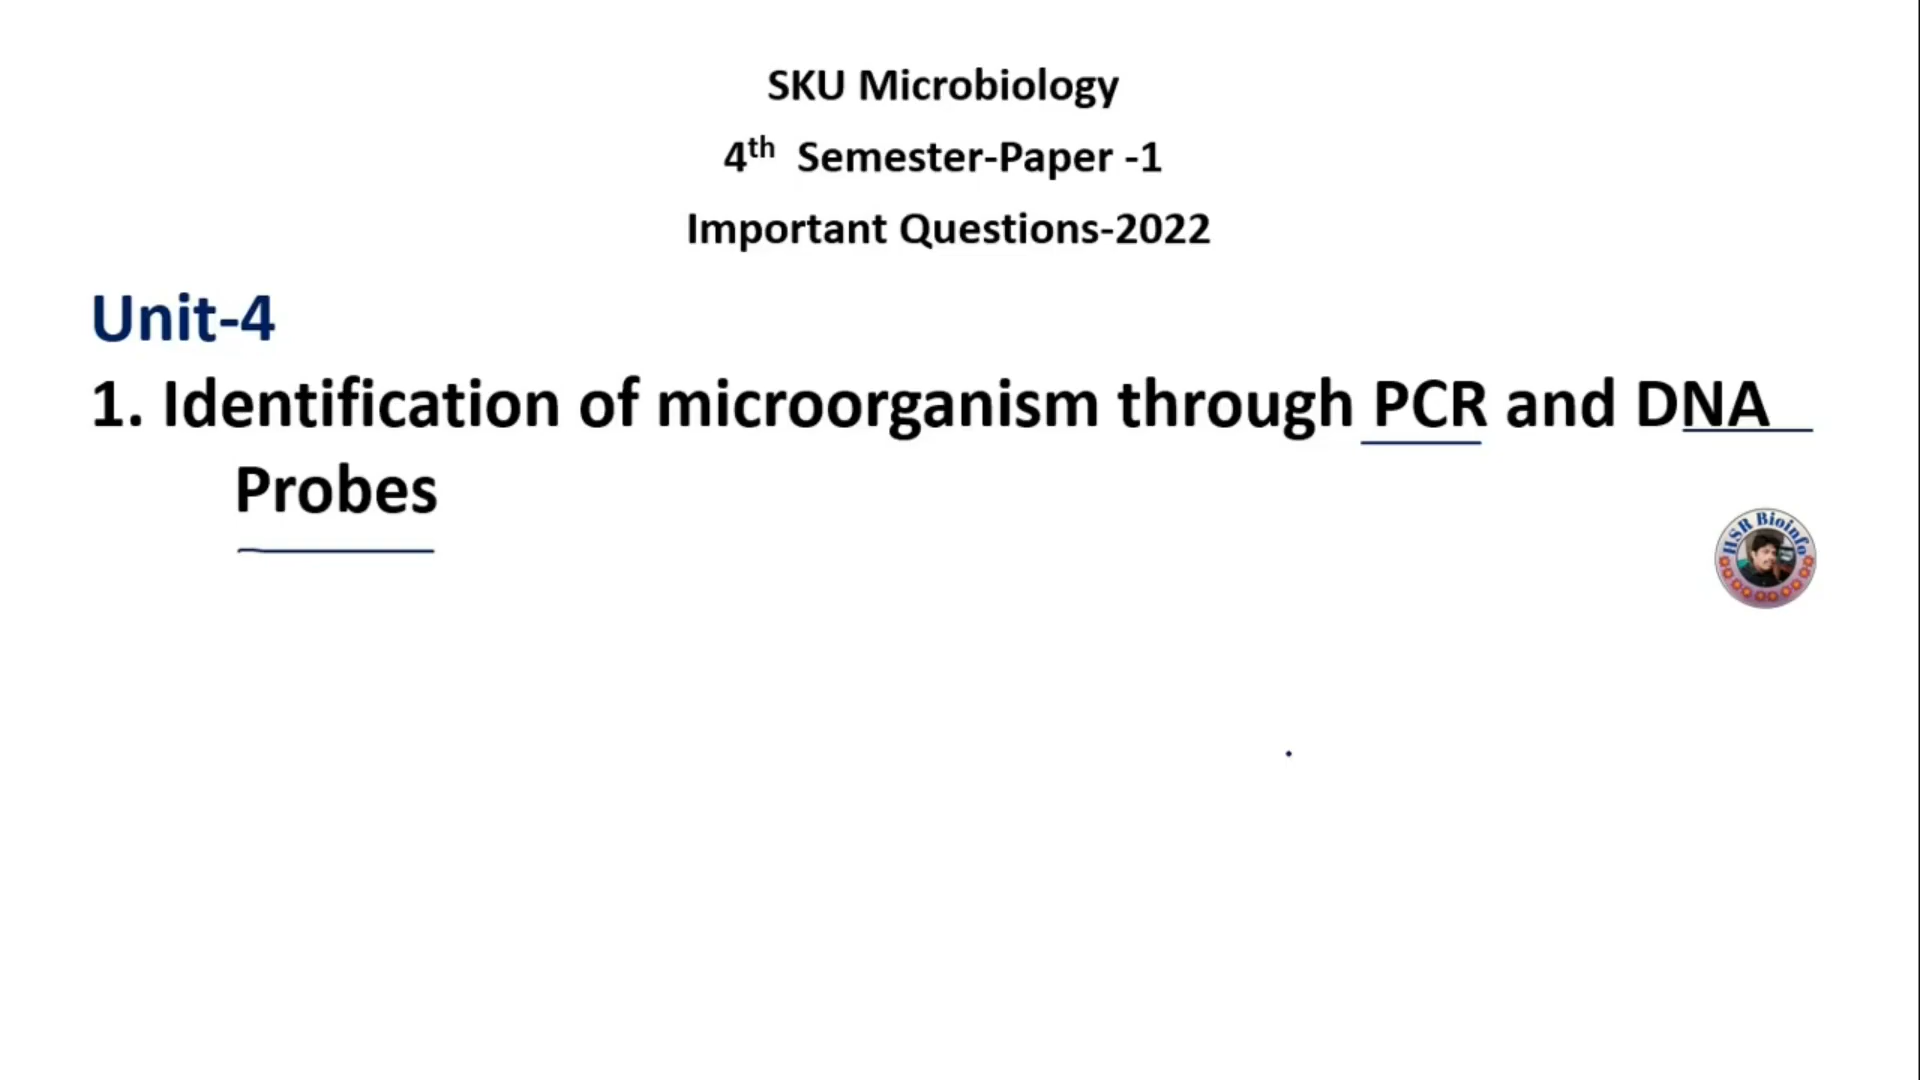 SKU Microbiology
4th Semester-Paper -1
Important Questions-2022
Unit-4
1. Identification of microorganism through PCR and DNA
Probes
HSR Bioinfo